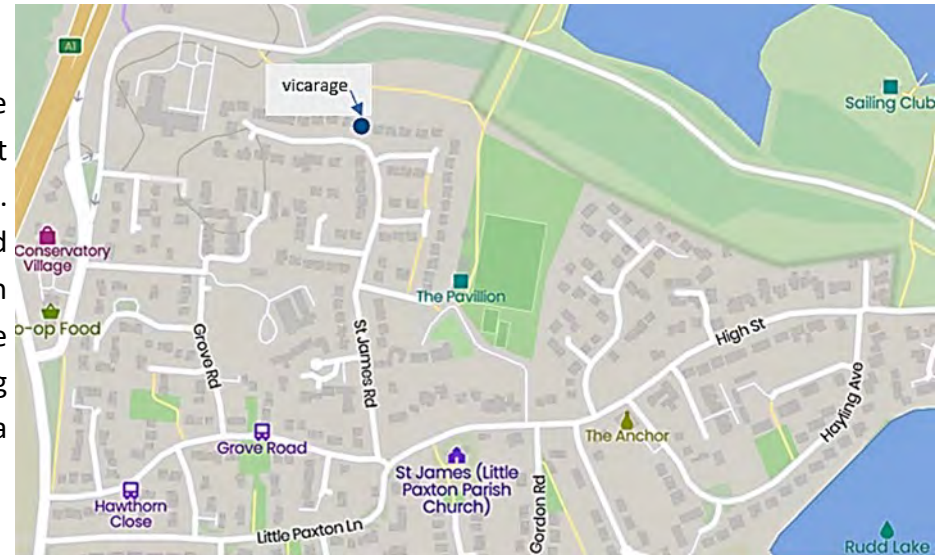 e
t
.
d
n
e
g
a
A1
vicarage
Sailing Club
Conservatory
Village
o-op Food
The Pavillion
Grove Rd
St James Rd
High St
Hayling Ave
The Anchor
Grove Road
St James (Little
Paxton Parish
Church)
Gordon Rd
Hawthorn
Close
Little Paxton Ln
Rudd Lake